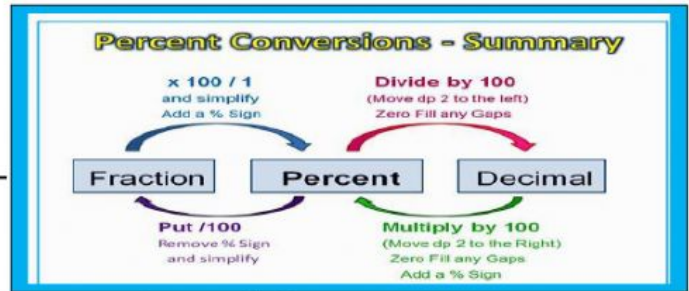 Percent Conversions - Summary
x 100 / 1
and simplify
Add a % Sign
Divide by 100
(Move dp 2 to the left)
Zero Fill any Gaps
Fraction
Percent
Decimal
Put /100
Remove % Sign
and simplify
Multiply by 100
(Move dp 2 to the Right)
Zero Fill any Gaps
Add a % Sign